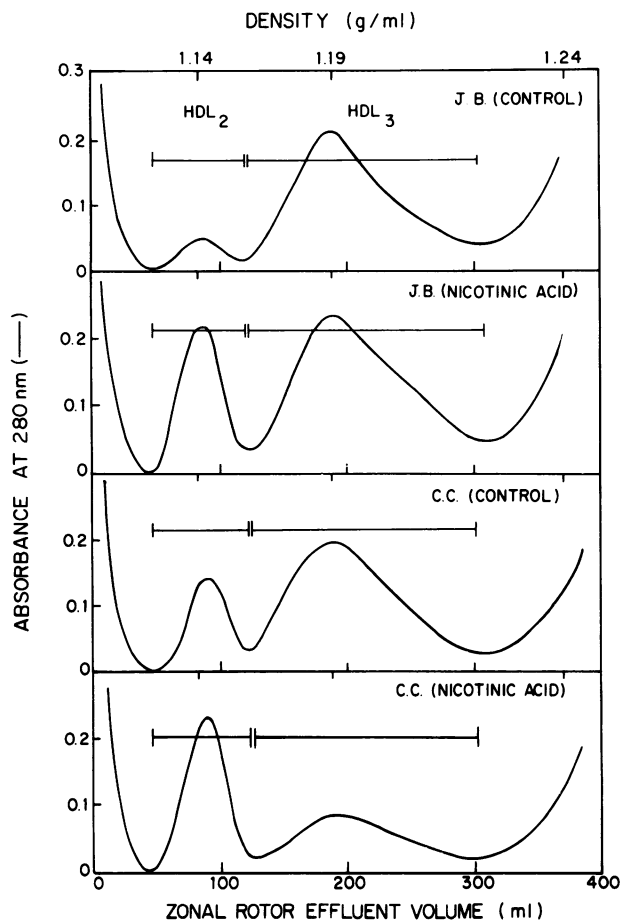 DENSITY (g/ml)
1.14 1.19 1.24
0.3
HDL2 HDL3
J. B. (CONTROL)
0.2
0.1
0
J.B. (NICOTINIC ACID)
0.2
0.1
0
C.C. (CONTROL)
0.2
0.1
0
C.C. (NICOTINIC ACID)
0.2
0.1
0
0 100 200 300 400
ZONAL ROTOR EFFLUENT VOLUME (ml)
ABSORBANCE AT 280 nm (—)